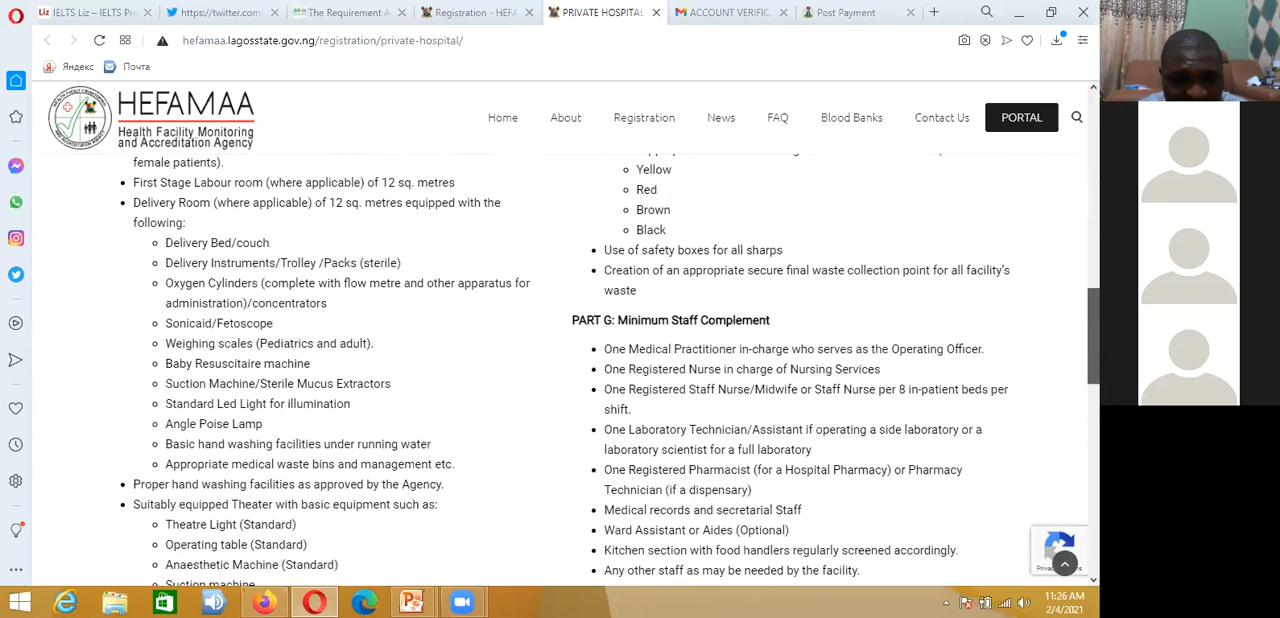 IELTS Liz – IELTS Pr
https://twitter.com/
The Requirement A
Registration - HEFA
PRIVATE HOSPITAL
ACCOUNT VERIFIC
Post Payment
hefamaa.lagosstate.gov.ng/registration/private-hospital/
Яндекс
Почта
HEFAMAA
Health Facility Monitoring
and Accreditation Agency
Home
About
Registration
News
FAQ
Blood Banks
Contact Us
PORTAL
female patients).
First Stage Labour room (where applicable) of 12 sq. metres
Delivery Room (where applicable) of 12 sq. metres equipped with the
following:
Delivery Bed/couch
Delivery Instruments/Trolley /Packs (sterile)
Oxygen Cylinders (complete with flow metre and other apparatus for
administration)/concentrators
Sonicaid/Fetoscope
Weighing scales (Pediatrics and adult).
Baby Resuscitaire machine
Suction Machine/Sterile Mucus Extractors
Standard Led Light for illumination
Angle Poise Lamp
Basic hand washing facilities under running water
Appropriate medical waste bins and management etc.
Proper hand washing facilities as approved by the Agency.
Suitably equipped Theater with basic equipment such as:
Theatre Light (Standard)
Operating table (Standard)
Anaesthetic Machine (Standard)
Suction machine
Yellow
Red
Brown
Black
Use of safety boxes for all sharps
Creation of an appropriate secure final waste collection point for all facility's
waste
PART G: Minimum Staff Complement
One Medical Practitioner in-charge who serves as the Operating Officer.
One Registered Nurse in charge of Nursing Services
One Registered Staff Nurse/Midwife or Staff Nurse per 8 in-patient beds per
shift.
One Laboratory Technician/Assistant if operating a side laboratory or a
laboratory scientist for a full laboratory
One Registered Pharmacist (for a Hospital Pharmacy) or Pharmacy
Technician (if a dispensary)
Medical records and secretarial Staff
Ward Assistant or Aides (Optional)
Kitchen section with food handlers regularly screened accordingly.
Any other staff as may be needed by the facility.
11:26 AM
2/4/2021